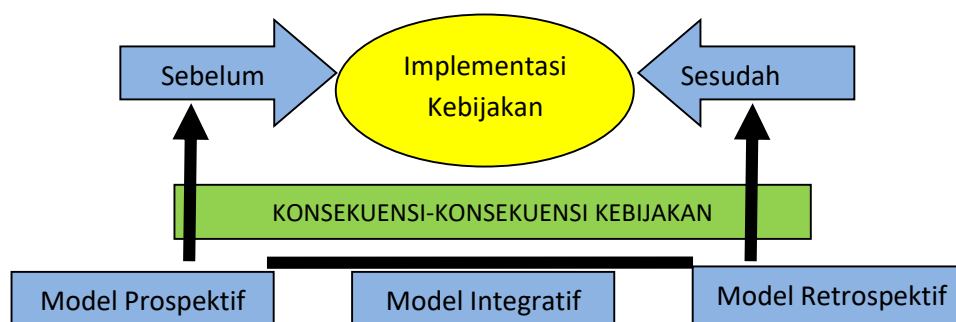 Sebelum
Implementasi
Kebijakan
Sesudah
KONSEKUENSI-KONSEKUENSI KEBIJAKAN
Model Prospektif
Model Integratif
Model Retrospektif